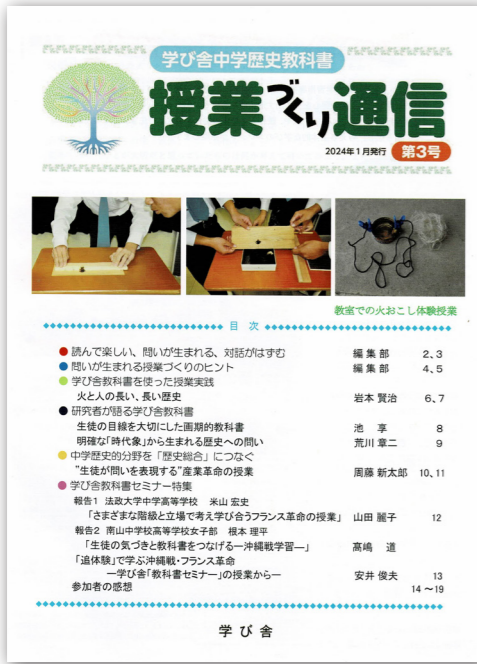 学び舎中学歴史教科書
授業づくり通信
2024年1月発行 第3号
教室での火おこし体験授業
目 次
● 読んで楽しい、問いが生まれる、対話がはずむ 編集部 2、3
● 問いが生まれる授業づくりのヒント 編集部 4、5
● 学び舎教科書を使った授業実践
火と人の長い、長い歴史 岩本 賢治 6、7
● 研究者が語る学び舎教科書
生徒の目線を大切にした画期的教科書 池 享 8
明確な「時代象」から生まれる歴史への問い 荒川 章二 9
● 中学歴史的分野を「歴史総合」につなぐ
"生徒が問いを表現する"産業革命の授業 周藤 新太郎 10、11
● 学び舎教科書セミナー特集
報告1 法政大学中学高等学校 米山 宏史
「さまざまな階級と立場で考え学び合うフランス革命の授業」 山田 麗子 12
報告2 南山中学高等学校女子部 根本 理平
「生徒の気づきと教科書をつなげるー沖縄戦学習―」 髙嶋 道
「追体験」で学ぶ沖縄戦・フランス革命
ー学び舎「教科書セミナー」の授業からー 安井 俊夫 13
参加者の感想 14 ～19
学 び 舎